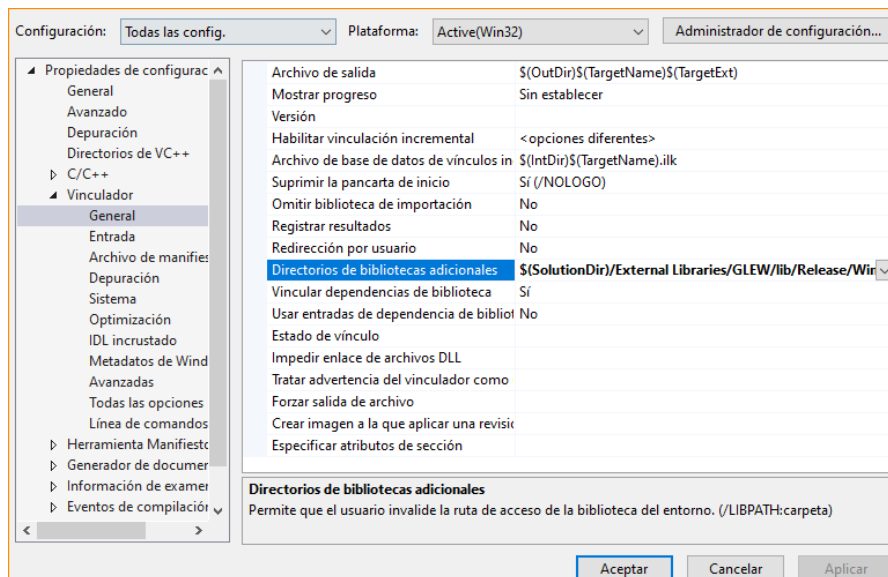 Configuración: Todas las config. Plataforma: Active(Win32) Administrador de configuración...
Propiedades de configurac
General
Avanzado
Depuración
Directorios de VC++
C/C++
Vinculador
General
Entrada
Archivo de manifies
Depuración
Sistema
Optimización
IDL incrustado
Metadatos de Wind
Avanzadas
Todas las opciones
Línea de comandos
Herramienta Manifiesto
Generador de documer
Información de examer
Eventos de compilación
Archivo de salida $(OutDir)$(TargetName)$(TargetExt)
Mostrar progreso Sin establecer
Versión
Habilitar vinculación incremental <opciones diferentes>
Archivo de base de datos de vínculos in $(IntDir)$(TargetName).ilk
Suprimir la pancarta de inicio Sí (/NOLOGO)
Omitir biblioteca de importación No
Registrar resultados No
Redirección por usuario No
Directorios de bibliotecas adicionales $(SolutionDir)/External Libraries/GLEW/lib/Release/Win
Vincular dependencias de biblioteca Sí
Usar entradas de dependencia de bibliot No
Estado de vínculo
Impedir enlace de archivos DLL
Tratar advertencia del vinculador como
Forzar salida de archivo
Crear imagen a la que aplicar una revisic
Especificar atributos de sección
Directorios de bibliotecas adicionales
Permite que el usuario invalide la ruta de acceso de la biblioteca del entorno. (/LIBPATH:carpeta)
Aceptar Cancelar Aplicar